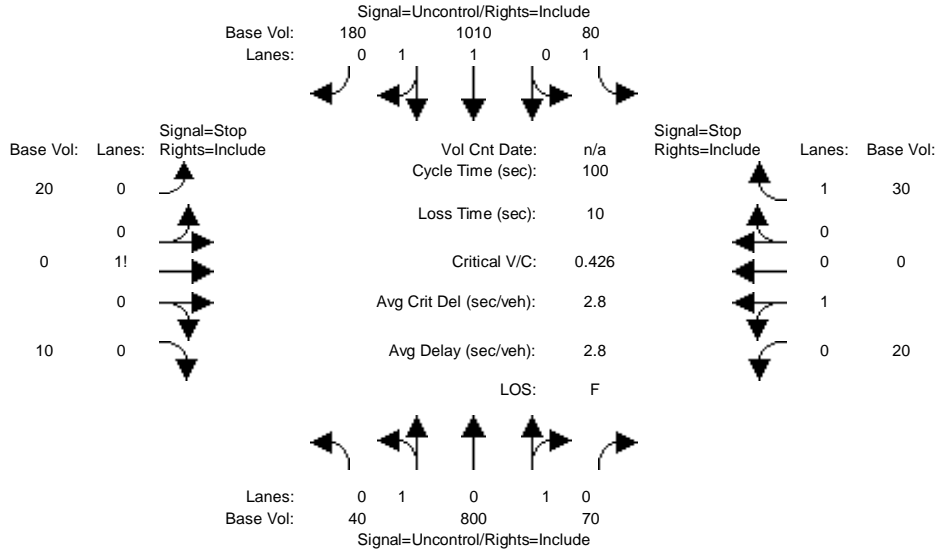 Signal=Uncontrol/Rights=Include
Base Vol: 180 1010 80
Lanes: 0 1 1 0 1
Signal=Stop Signal=Stop
Base Vol: Lanes: Rights=Include Vol Cnt Date: n/a Rights=Include Lanes: Base Vol:
Cycle Time (sec): 100
20 0 1 30
Loss Time (sec): 10
0 0
0 1! Critical V/C: 0.426 0 0
0 Avg Crit Del (sec/veh): 2.8 1
10 0 Avg Delay (sec/veh): 2.8 0 20
LOS: F
Lanes: 0 1 0 1 0
Base Vol: 40 800 70
Signal=Uncontrol/Rights=Include